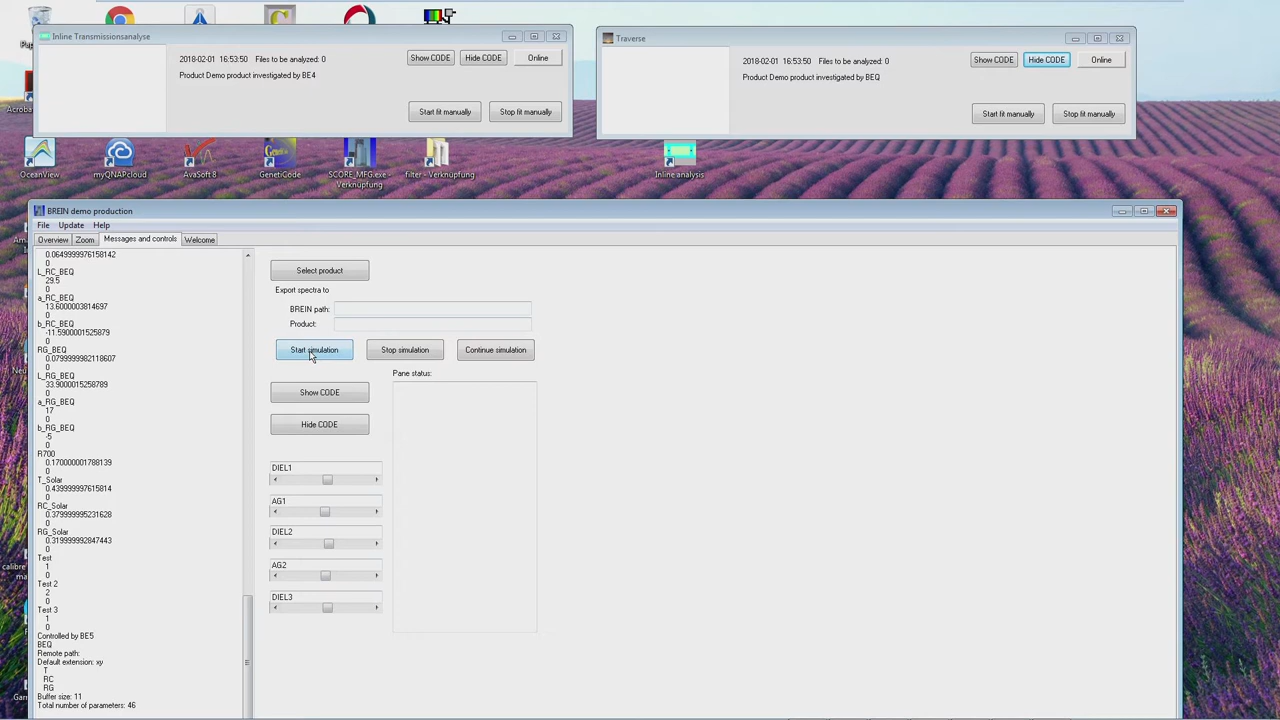 Inline Transmissionsanalyse
2018-02-01 16:53:50 Files to be analyzed: 0
Show CODE
Hide CODE
Online
Product Demo product investigated by BE4
Start fit manually
Stop fit manually
Traverse
2018-02-01 16:53:50 Files to be analyzed: 0
Show CODE
Hide CODE
Online
Product Demo product investigated by BEQ
Start fit manually
Stop fit manually
OceanView
myQNAPcloud
AvaSoft 8
GenetiCode
SCORE_MFG.exe - Verknüpfung
filter - Verknüpfung
Inline analysis
BREIN demo production
File Update Help
Overview Zoom Messages and controls Welcome
0.0649999976158142
0
L_RC_BEQ
29.5
0
a_RC_BEQ
13.6000003814697
0
b_RC_BEQ
-11.5900001525879
0
RG_BEQ
0.0799999982118607
0
L_RG_BEQ
33.9000015258789
0
a_RG_BEQ
17
0
b_RG_BEQ
-5
0
R700
0.170000001788139
0
T_Solar
0.439999997615814
0
RC_Solar
0.379999995231628
0
RG_Solar
0.319999992847443
0
Test
1
0
Test 2
2
0
Test 3
1
0
Controlled by BE5
BEQ
Remote path:
Default extension: xy
T
RC
RG
Buffer size: 11
Total number of parameters: 46
Select product
Export spectra to
BREIN path:
Product:
Start simulation
Stop simulation
Continue simulation
Pane status:
Show CODE
Hide CODE
DIEL1
AG1
DIEL2
AG2
DIEL3